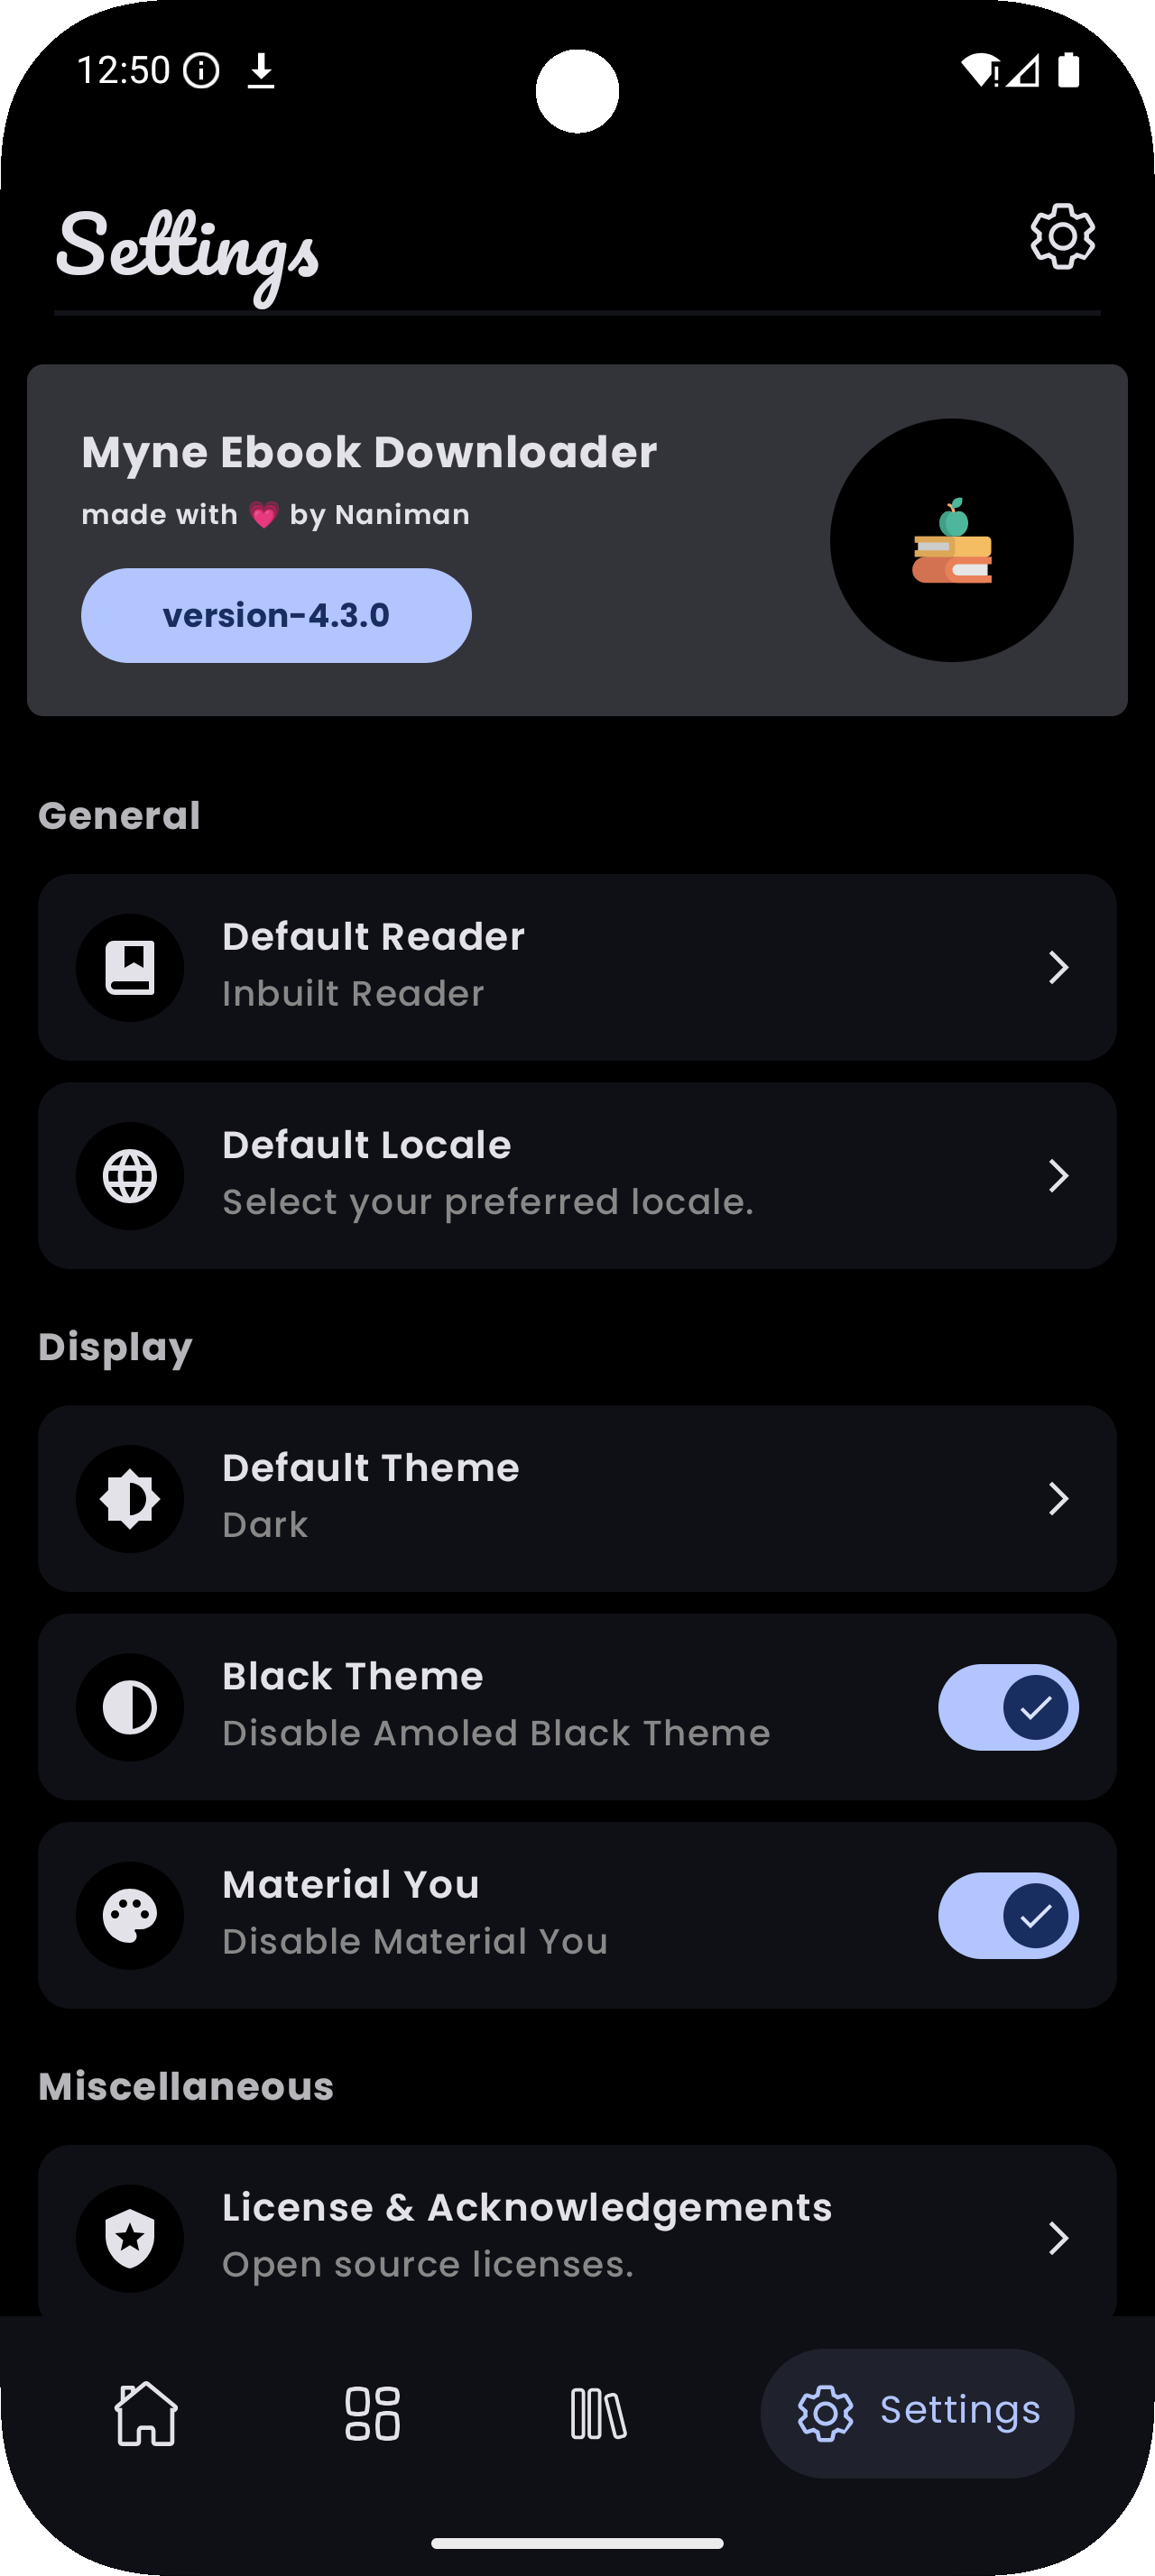 12:50
Settings
Myne Ebook Downloader
made with 💗 by Naniman
version-4.3.0
General
Default Reader
Inbuilt Reader
Default Locale
Select your preferred locale.
Display
Default Theme
Dark
Black Theme
Disable Amoled Black Theme
Material You
Disable Material You
Miscellaneous
License & Acknowledgements
Open source licenses.
Settings